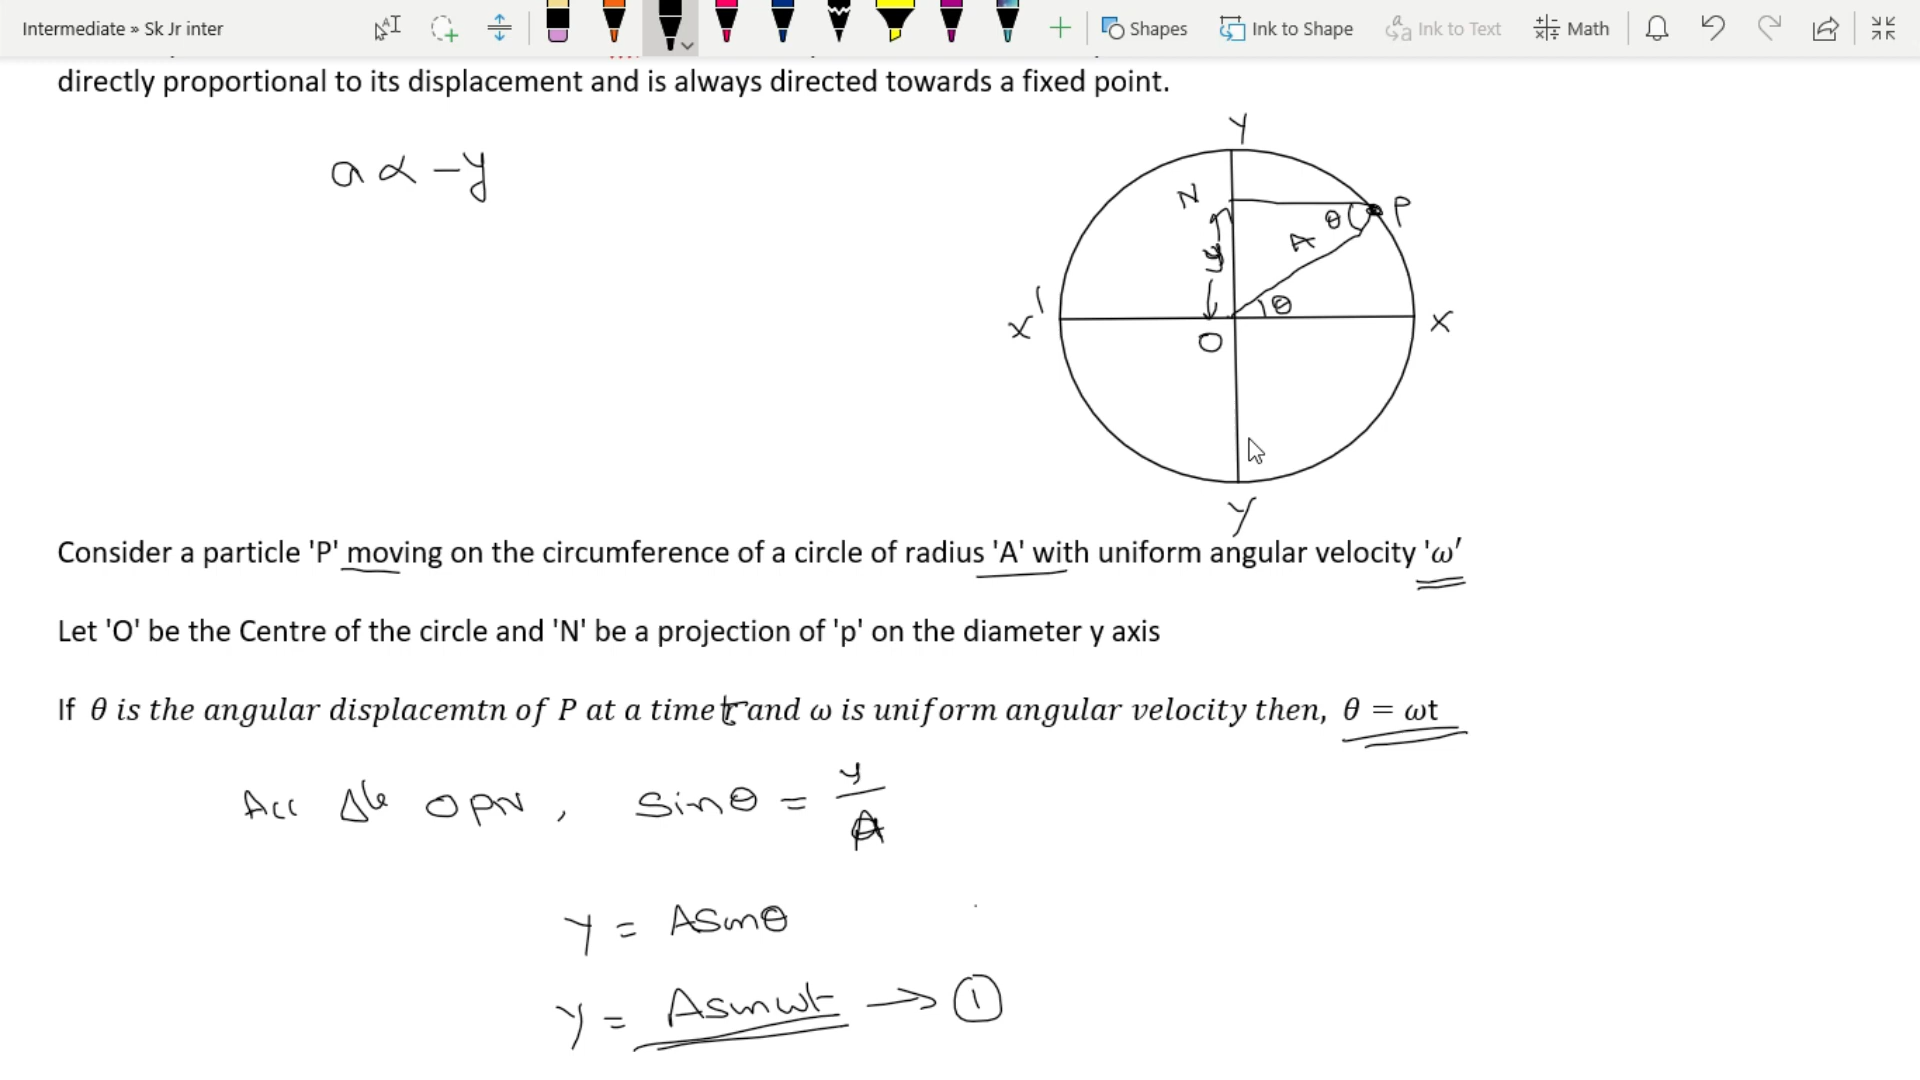 Intermediate » Sk Jr inter
Shapes
Ink to Shape
Ink to Text
Math
directly proportional to its displacement and is always directed towards a fixed point.
a ∝ -y
Y
N
θ
P
A
y
θ
X'
X
O
Y
Consider a particle 'P' moving on the circumference of a circle of radius 'A' with uniform angular velocity 'ω'
Let 'O' be the Centre of the circle and 'N' be a projection of 'p' on the diameter y axis
If θ is the angular displacemtn of P at a time t and ω is uniform angular velocity then, θ = ωt
Acc Δle OPN, Sinθ = y/A
y = ASinθ
y = ASinωt → ①